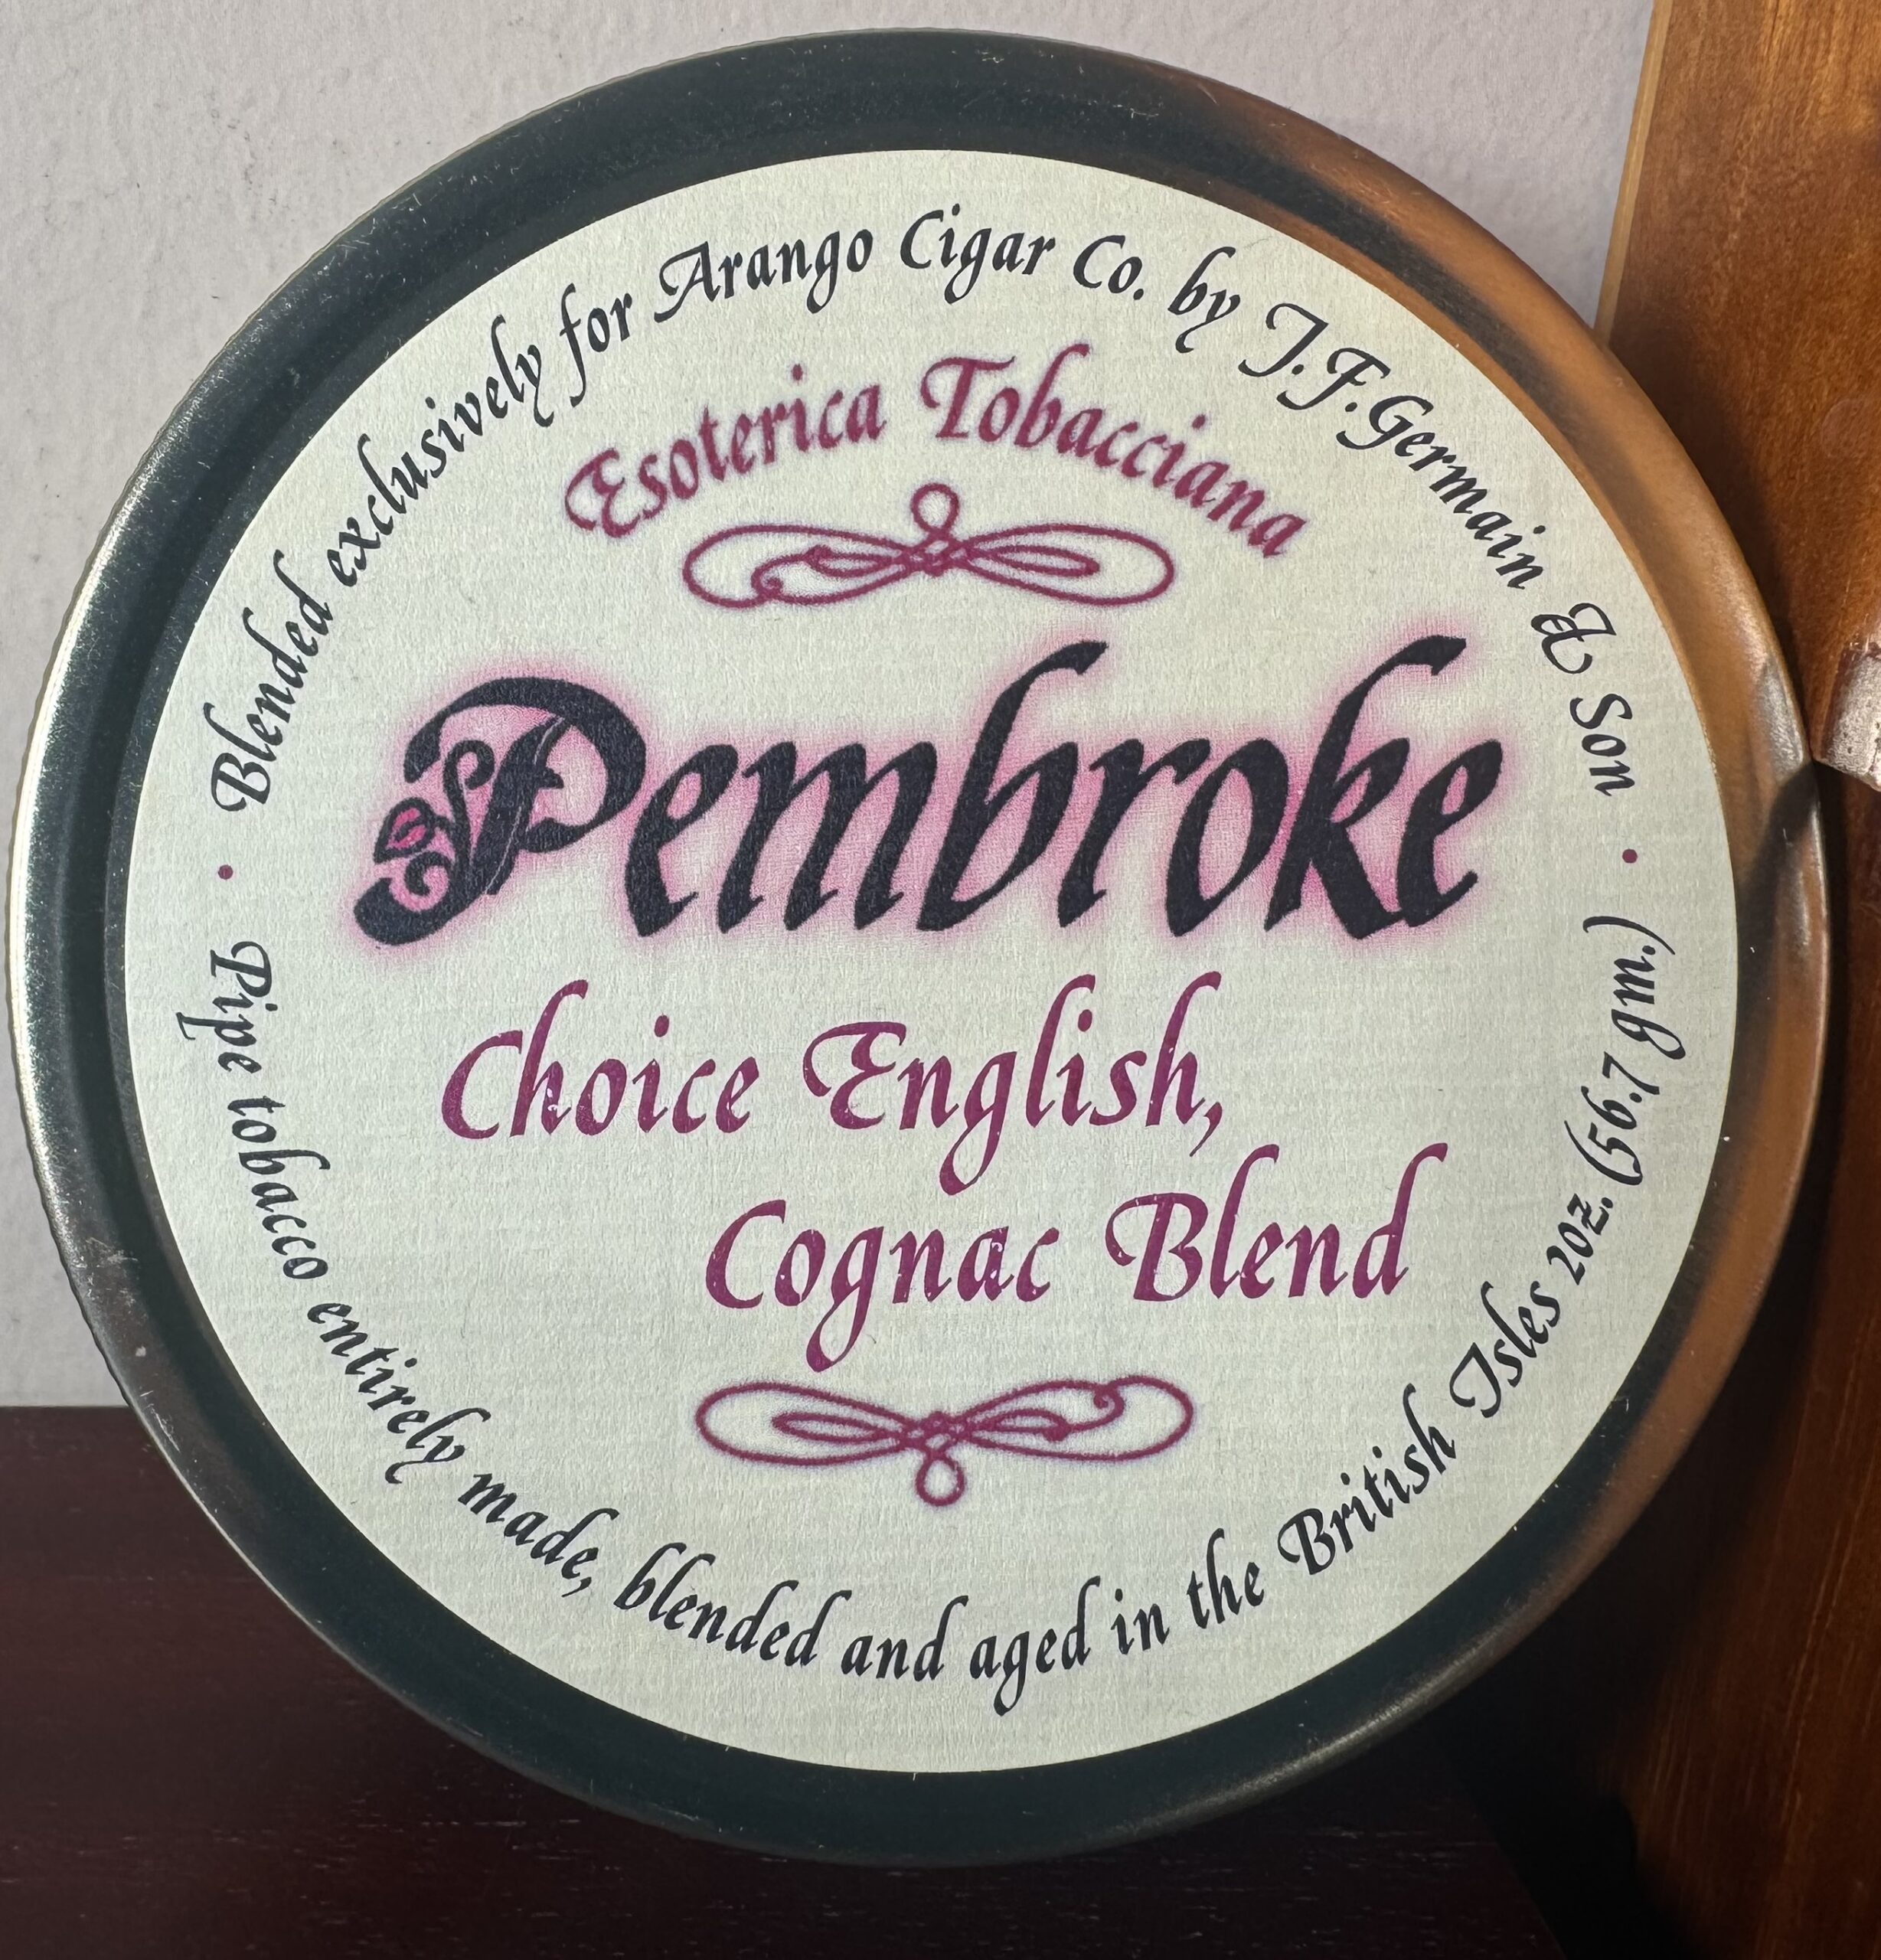 Blended exclusively for Arango Cigar Co. by J.F.Germain & Son
Esoterica Tobacciana
Pembroke
Choice English,
Cognac Blend
Pipe tobacco entirely made, blended and aged in the British Isles 2oz. (56.7 gm.)